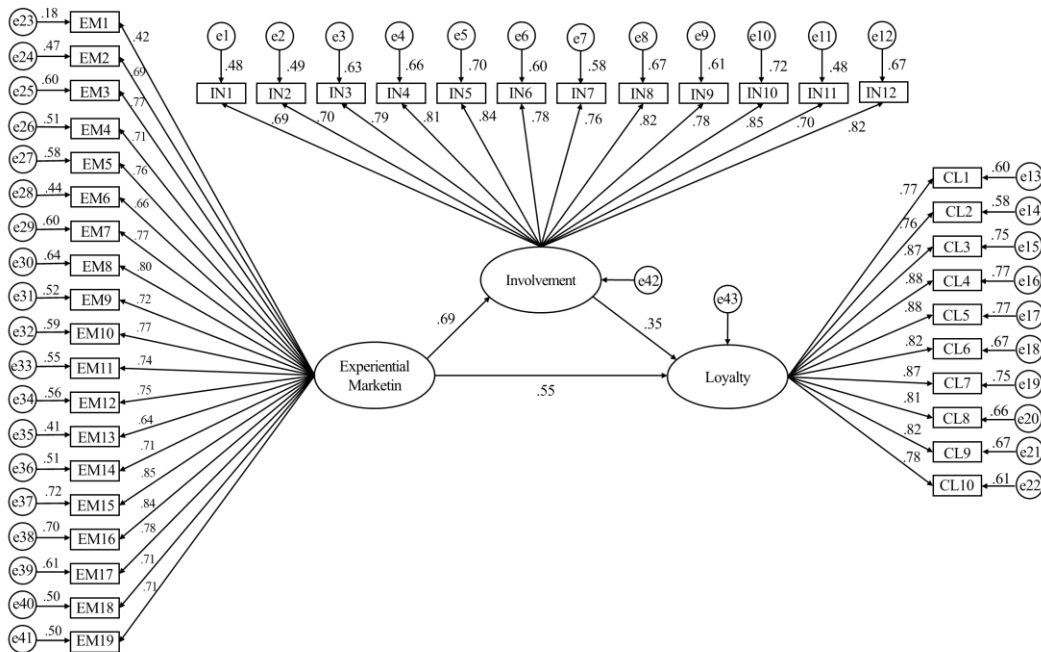 e23 .18 EM1 .42
e24 .47 EM2 .69
e25 .60 EM3 .77
e26 .51 EM4 .71
e27 .58 EM5 .76
e28 .44 EM6 .66
e29 .60 EM7 .77
e30 .64 EM8 .80
e31 .52 EM9 .72
e32 .59 EM10 .77
e33 .55 EM11 .74
e34 .56 EM12 .75
e35 .41 EM13 .64
e36 .51 EM14 .71
e37 .72 EM15 .85
e38 .70 EM16 .84
e39 .61 EM17 .78
e40 .50 EM18 .71
e41 .50 EM19 .71
e1 e2 e3 e4 e5 e6 e7 e8 e9 e10 e11 e12
.48 .49 .63 .66 .70 .60 .58 .67 .61 .72 .48 .67
IN1 IN2 IN3 IN4 IN5 IN6 IN7 IN8 IN9 IN10 IN11 IN12
.69 .70 .79 .81 .84 .78 .76 .82 .78 .85 .70 .82
Involvement
e42
e43
.69
.35
Experiential
Marketin
.55
Loyalty
.77 CL1 .60 e13
.76 CL2 .58 e14
.87 CL3 .75 e15
.88 CL4 .77 e16
.88 CL5 .77 e17
.82 CL6 .67 e18
.87 CL7 .75 e19
.81 CL8 .66 e20
.82 CL9 .67 e21
.78 CL10 .61 e22